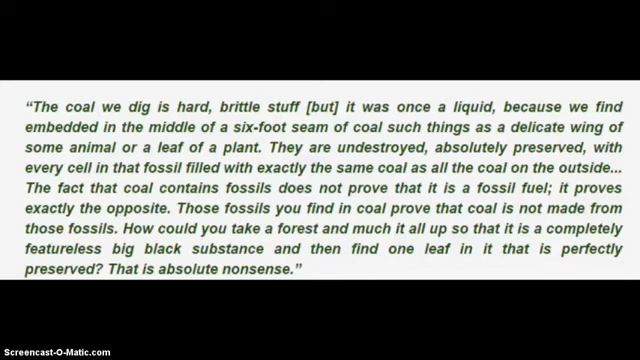 “The coal we dig is hard, brittle stuff [but] it was once a liquid, because we find
embedded in the middle of a six-foot seam of coal such things as a delicate wing of
some animal or a leaf of a plant. They are undestroyed, absolutely preserved, with
every cell in that fossil filled with exactly the same coal as all the coal on the outside...
The fact that coal contains fossils does not prove that it is a fossil fuel; it proves
exactly the opposite. Those fossils you find in coal prove that coal is not made from
those fossils. How could you take a forest and much it all up so that it is a completely
featureless big black substance and then find one leaf in it that is perfectly
preserved? That is absolute nonsense.”
Screencast-O-Matic.com